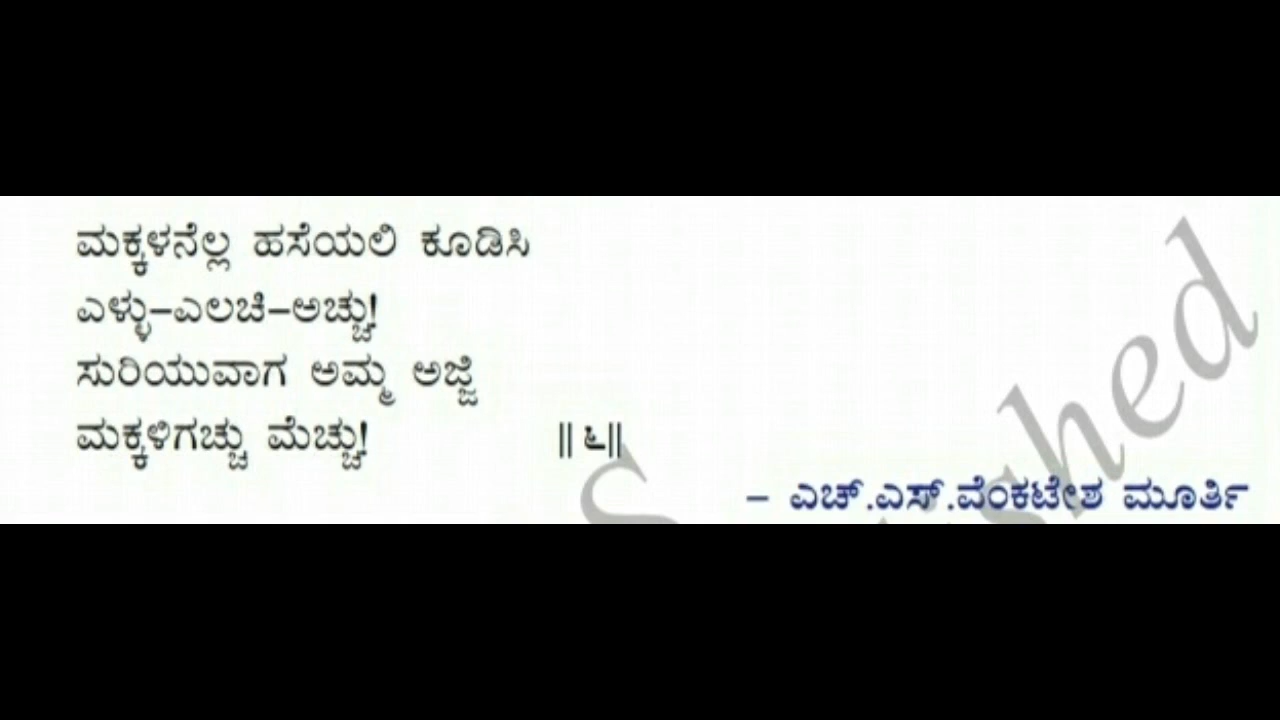 ಮಕ್ಕಳನೆಲ್ಲ ಹಸೆಯಲಿ ಕೂಡಿಸಿ
ಎಳ್ಳು–ಎಲಚಿ–ಅಚ್ಚು!
ಸುರಿಯುವಾಗ ಅಮ್ಮ ಅಜ್ಜಿ
ಮಕ್ಕಳಿಗಚ್ಚು ಮೆಚ್ಚು! || ೬||
– ಎಚ್.ಎಸ್.ವೆಂಕಟೇಶ ಮೂರ್ತಿ